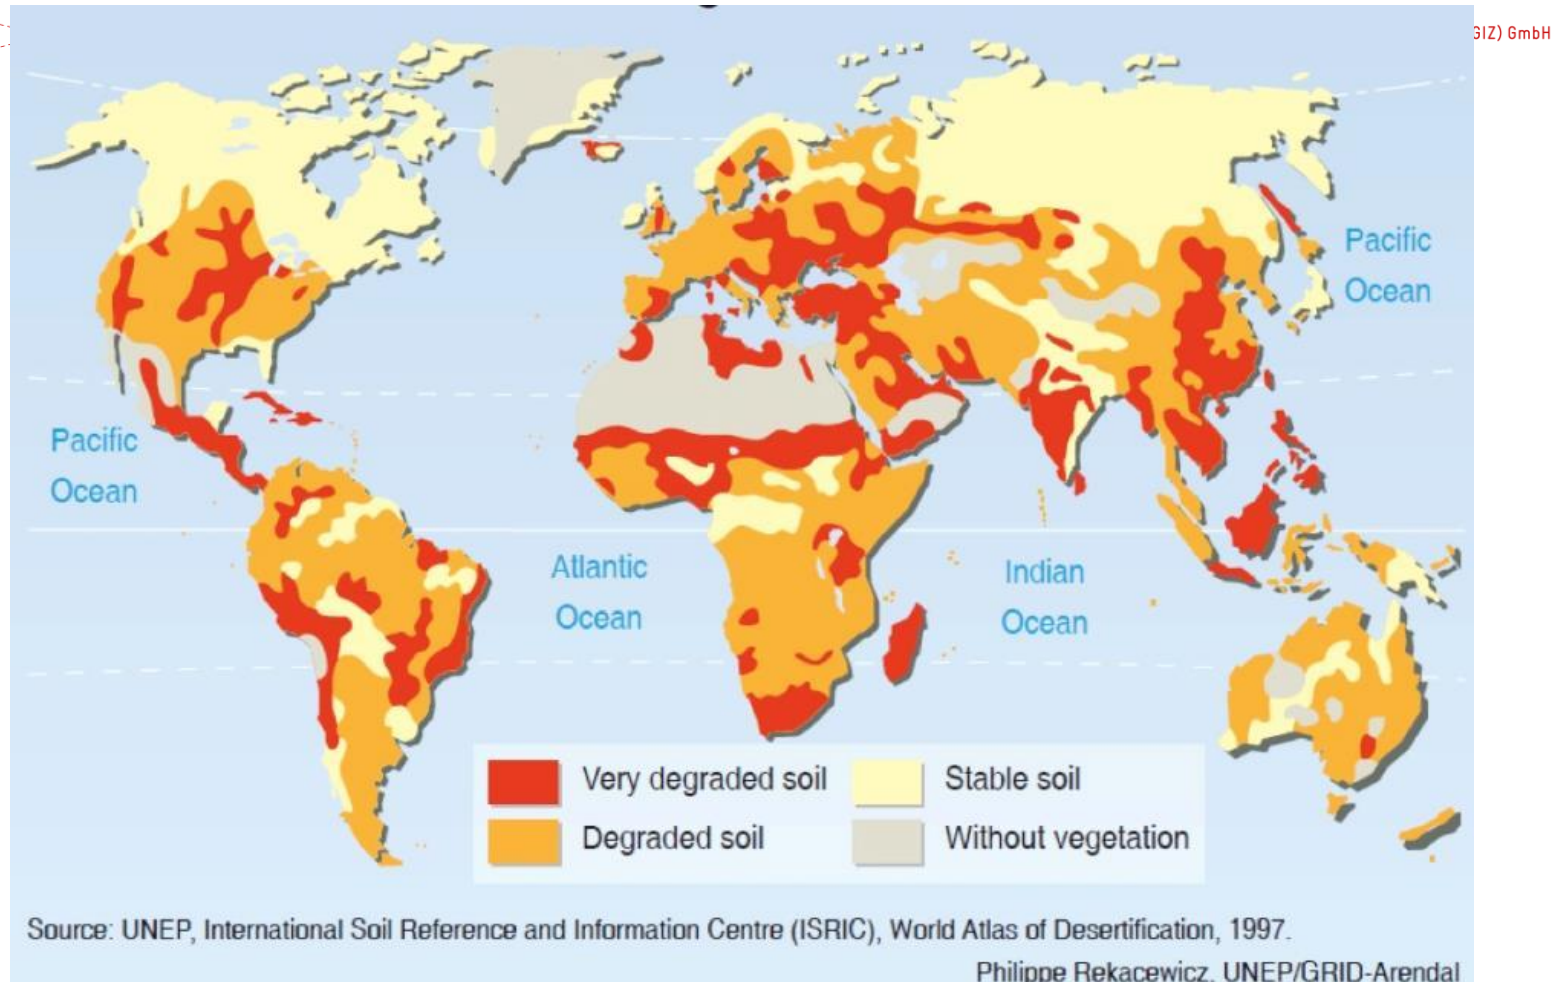 GIZ) GmbH
Pacific
Ocean
Pacific
Ocean
Atlantic
Ocean
Indian
Ocean
Very degraded soil
Stable soil
Degraded soil
Without vegetation
Source: UNEP, International Soil Reference and Information Centre (ISRIC), World Atlas of Desertification, 1997.
Philippe Rekacewicz, UNEP/GRID-Arendal